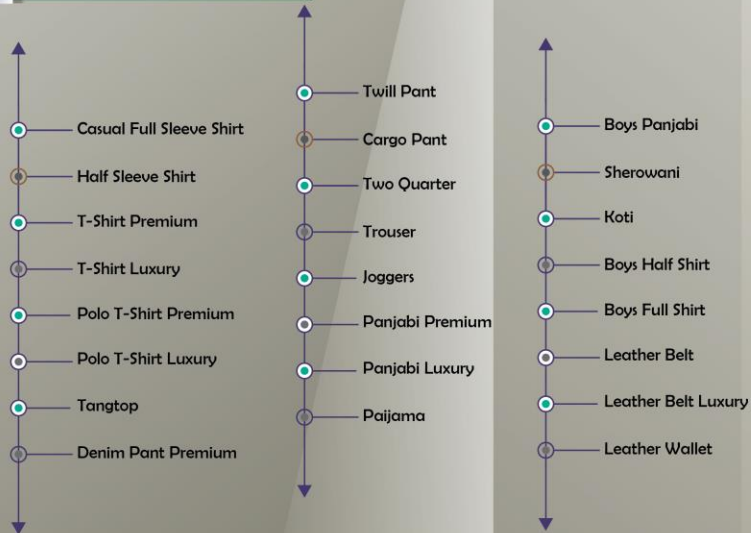 Casual Full Sleeve Shirt
Half Sleeve Shirt
T-Shirt Premium
T-Shirt Luxury
Polo T-Shirt Premium
Polo T-Shirt Luxury
Tangtop
Denim Pant Premium
Twill Pant
Cargo Pant
Two Quarter
Trouser
Joggers
Panjabi Premium
Panjabi Luxury
Paijama
Boys Panjabi
Sherowani
Koti
Boys Half Shirt
Boys Full Shirt
Leather Belt
Leather Belt Luxury
Leather Wallet